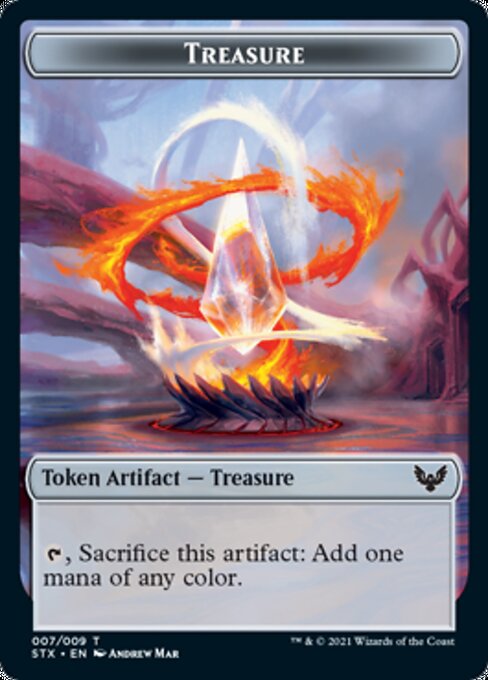 Treasure
Token Artifact — Treasure
, Sacrifice this artifact: Add one
mana of any color.
007/009 T
STX • EN Andrew Mar
™ & © 2021 Wizards of the Coast